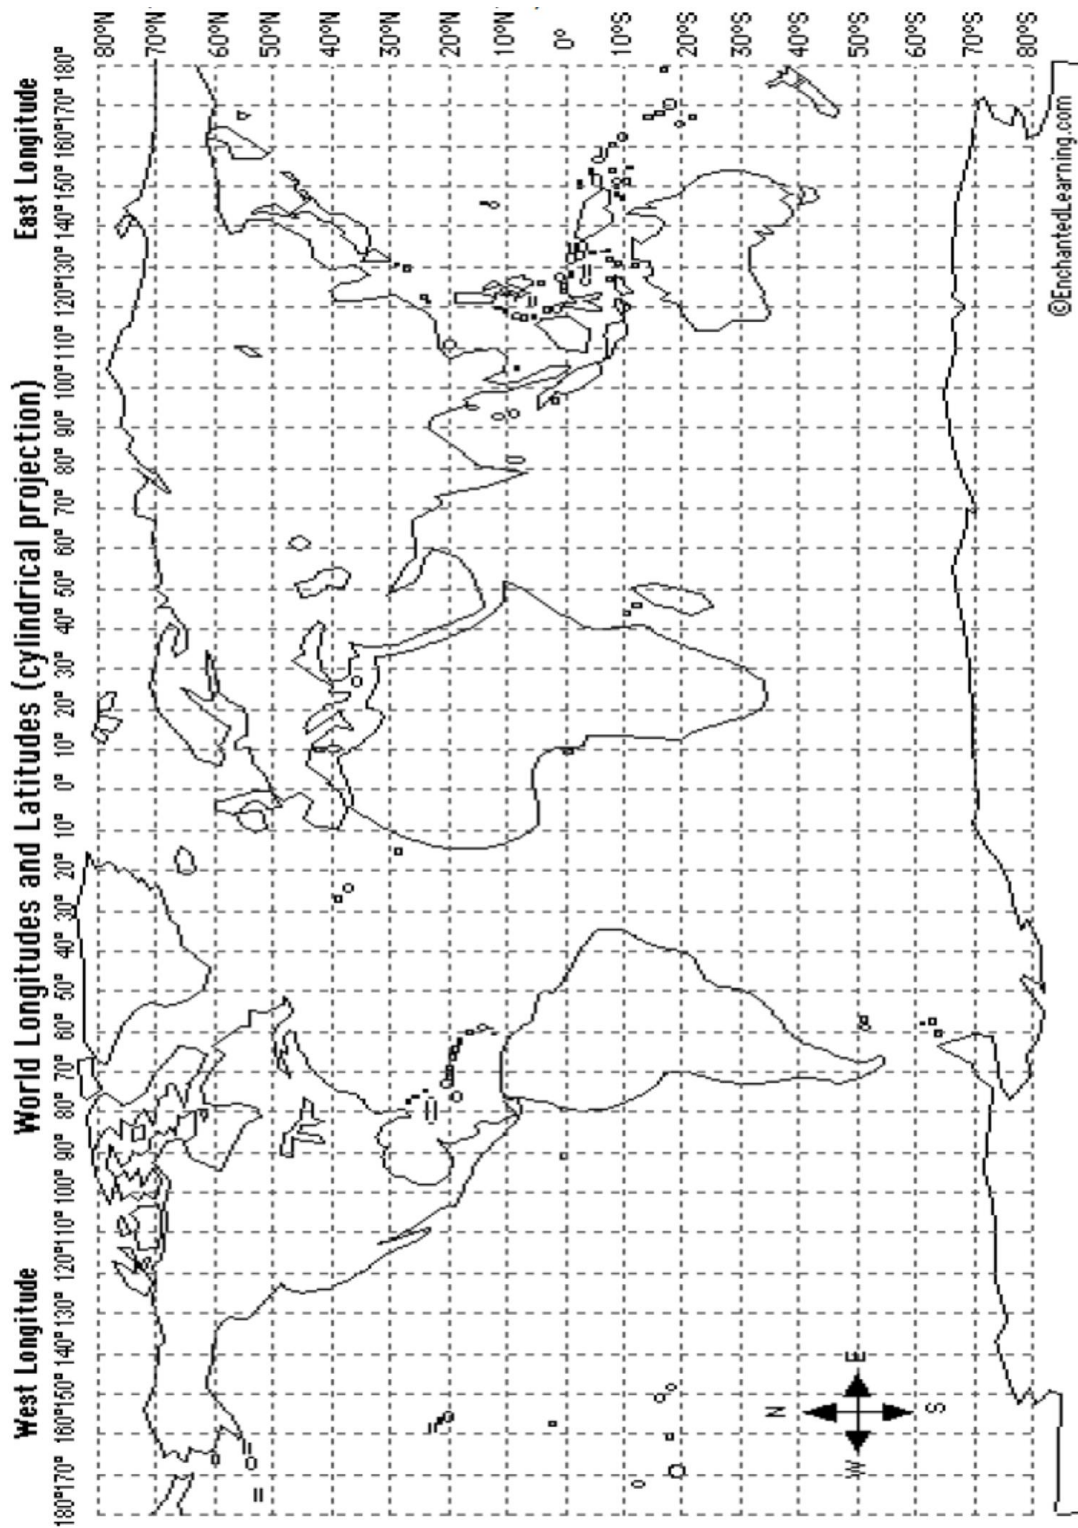 World Longitudes and Latitudes (cylindrical projection)
West Longitude
East Longitude
180° 170° 160° 150° 140° 130° 120° 110° 100° 90° 80° 70° 60° 50° 40° 30° 20° 10° 0° 10° 20° 30° 40° 50° 60° 70° 80° 90° 100° 110° 120° 130° 140° 150° 160° 170° 180°
80°N
70°N
60°N
50°N
40°N
30°N
20°N
10°N
0°
10°S
20°S
30°S
40°S
50°S
60°S
70°S
80°S
N
W E
S
©EnchantedLearning.com